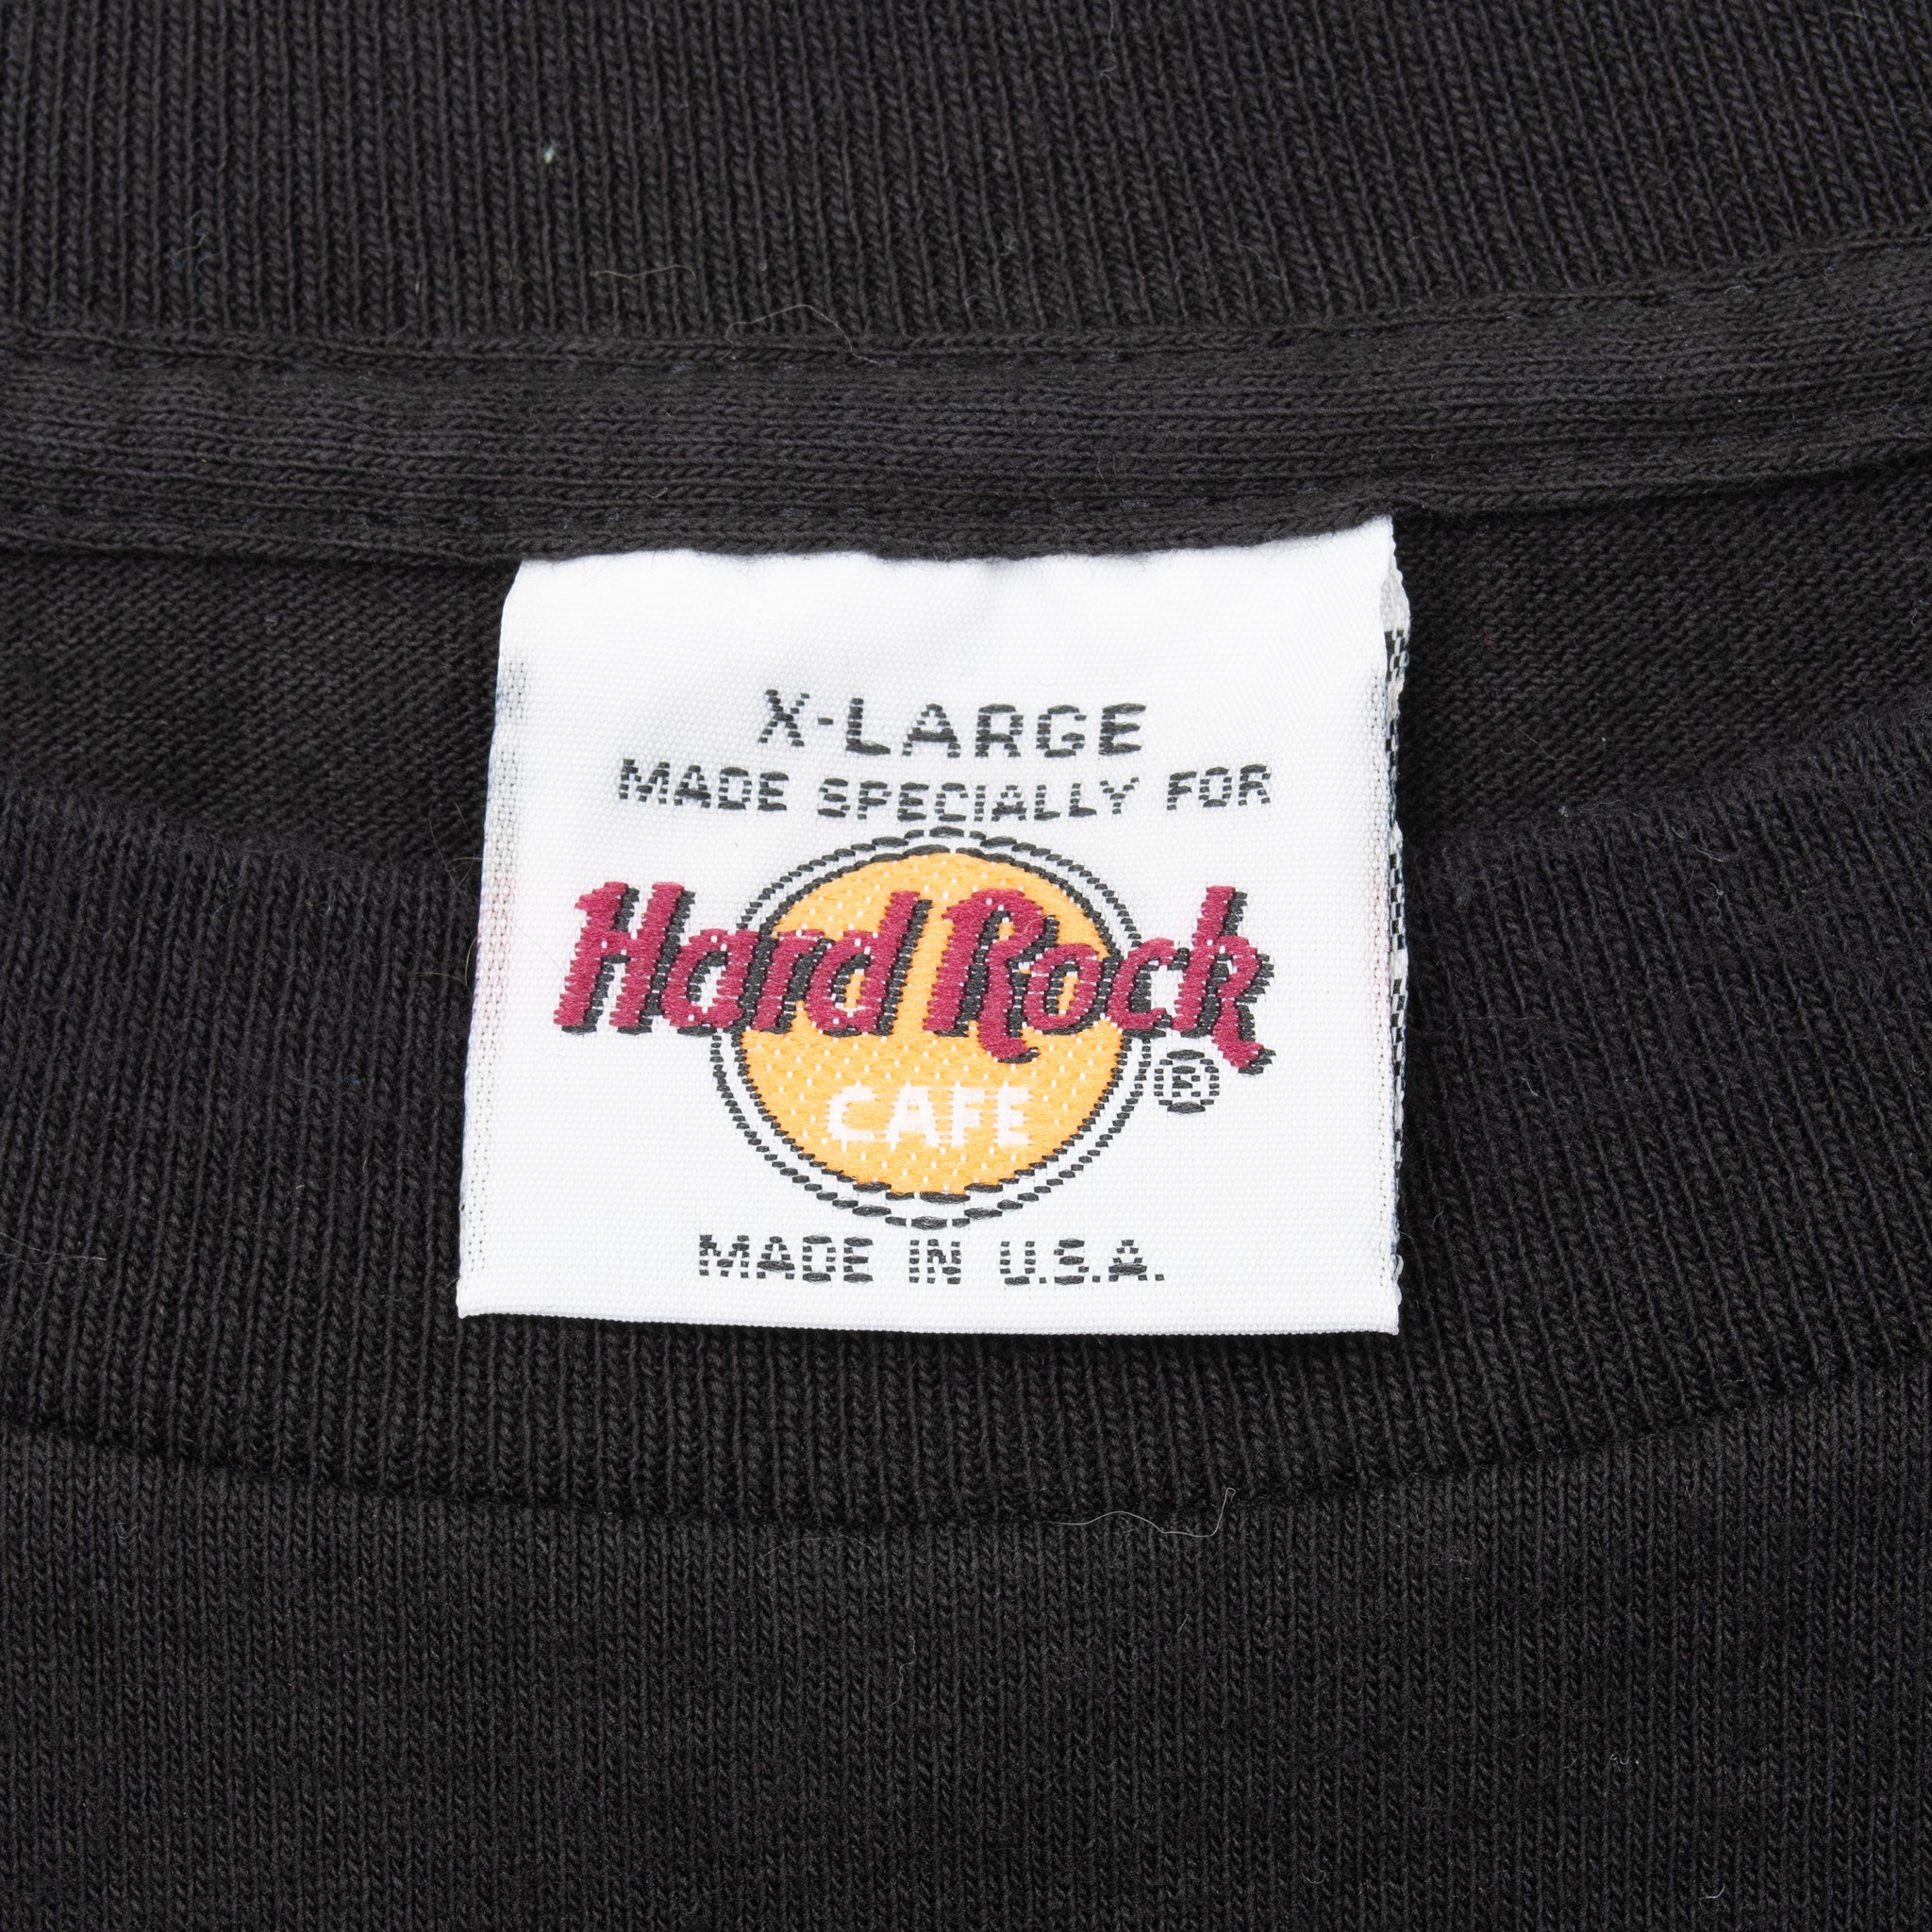 X-LARGE
MADE SPECIALLY FOR
Hard Rock
®
CAFE
MADE IN U.S.A.